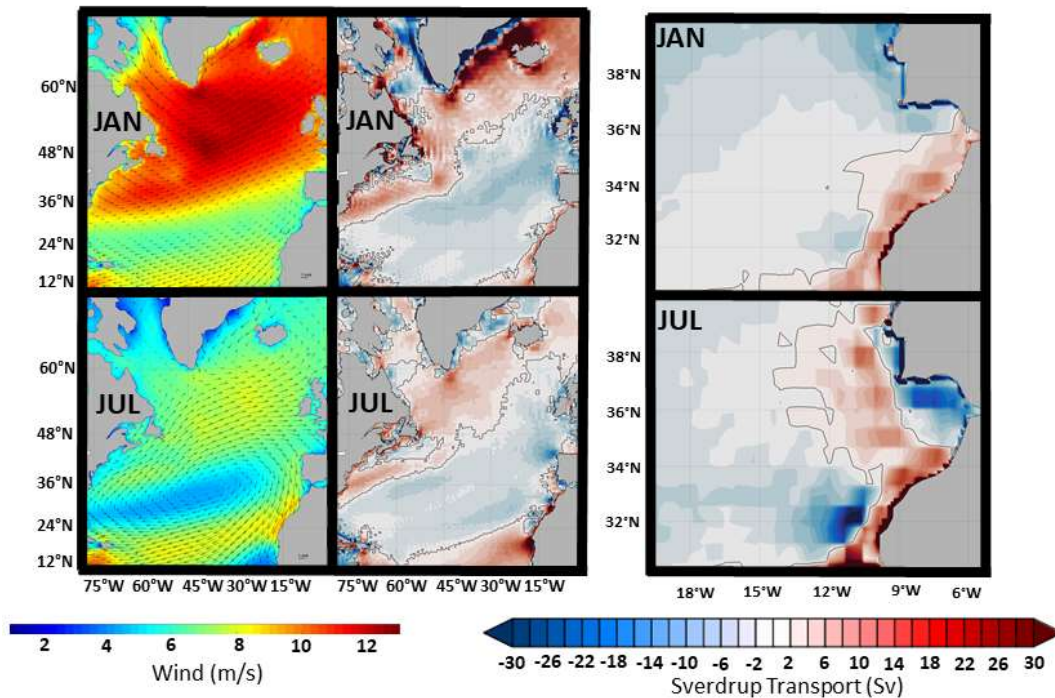 JAN
JAN
JAN
60°N
48°N
36°N
24°N
12°N
38°N
36°N
34°N
32°N
JUL
JUL
JUL
60°N
48°N
36°N
24°N
12°N
38°N
36°N
34°N
32°N
75°W 60°W 45°W 30°W 15°W
75°W 60°W 45°W 30°W 15°W
18°W 15°W 12°W 9°W 6°W
2 4 6 8 10 12
Wind (m/s)
-30 -26 -22 -18 -14 -10 -6 -2 2 6 10 14 18 22 26 30
Sverdrup Transport (Sv)